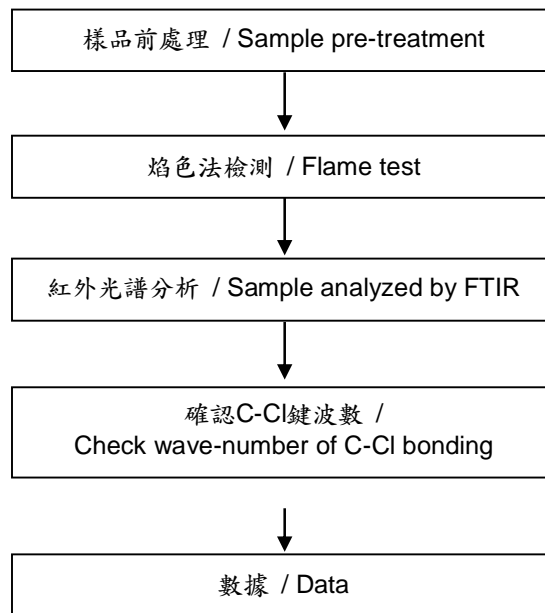 樣品前處理 / Sample pre-treatment
焰色法檢測 / Flame test
紅外光譜分析 / Sample analyzed by FTIR
確認C-Cl鍵波數 /
Check wave-number of C-Cl bonding
數據 / Data